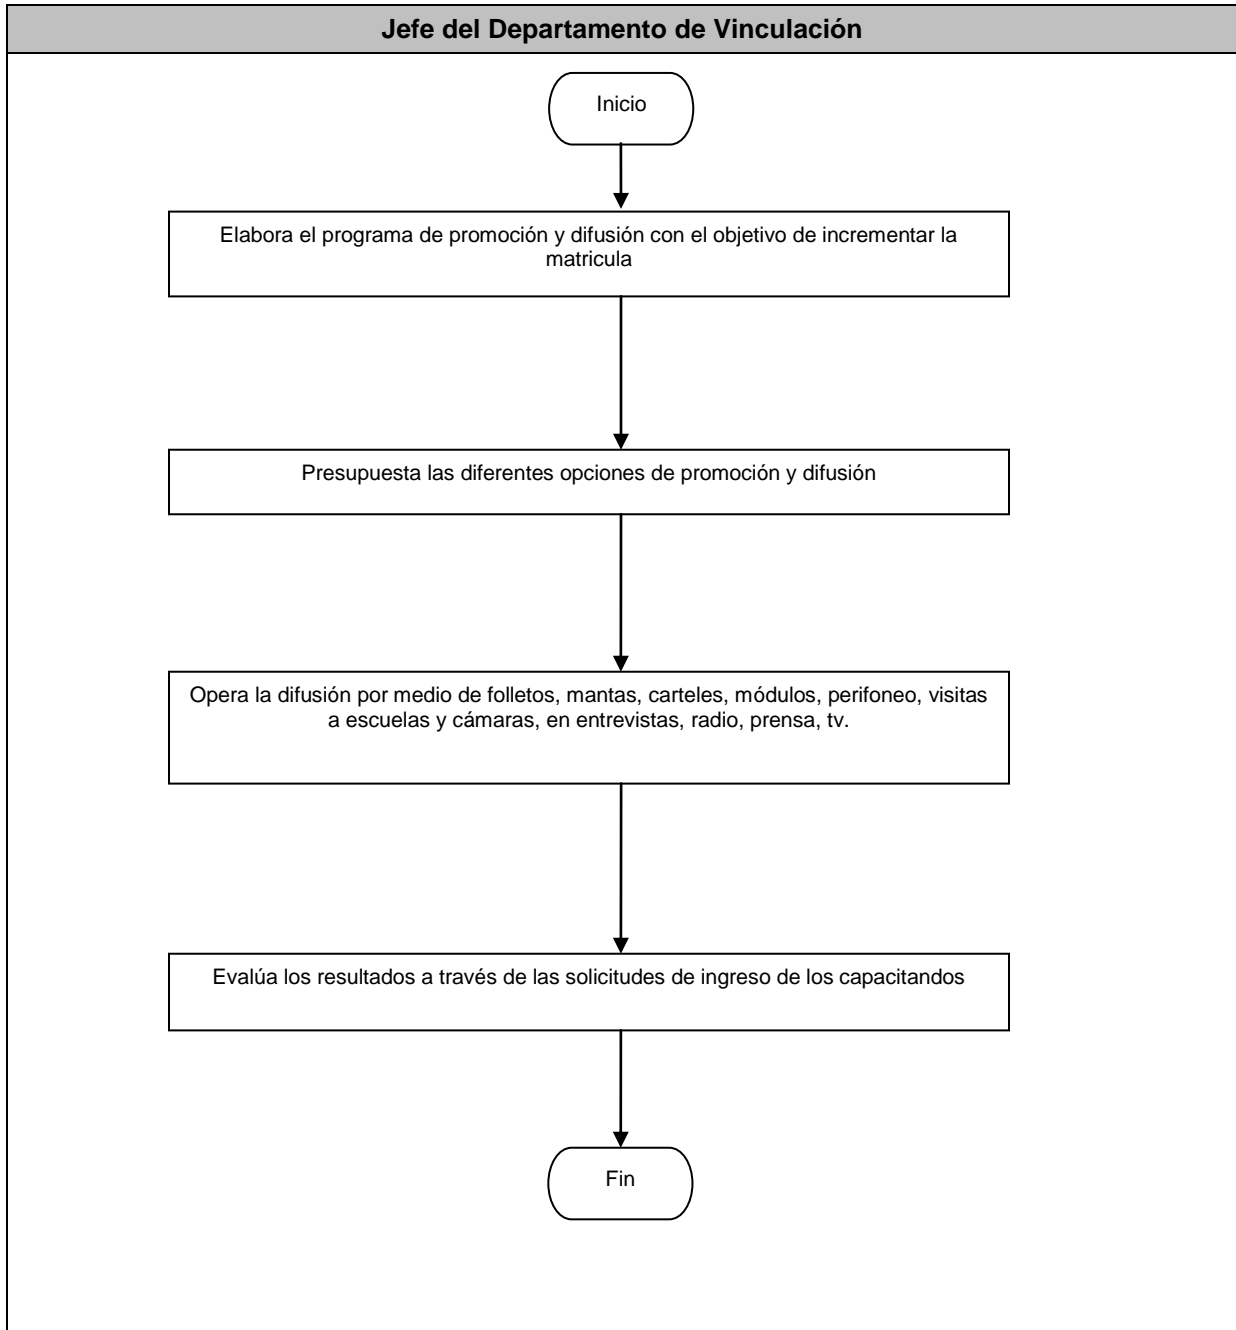 Jefe del Departamento de Vinculación
Inicio
Elabora el programa de promoción y difusión con el objetivo de incrementar la
matricula
Presupuesta las diferentes opciones de promoción y difusión
Opera la difusión por medio de folletos, mantas, carteles, módulos, perifoneo, visitas
a escuelas y cámaras, en entrevistas, radio, prensa, tv.
Evalúa los resultados a través de las solicitudes de ingreso de los capacitandos
Fin